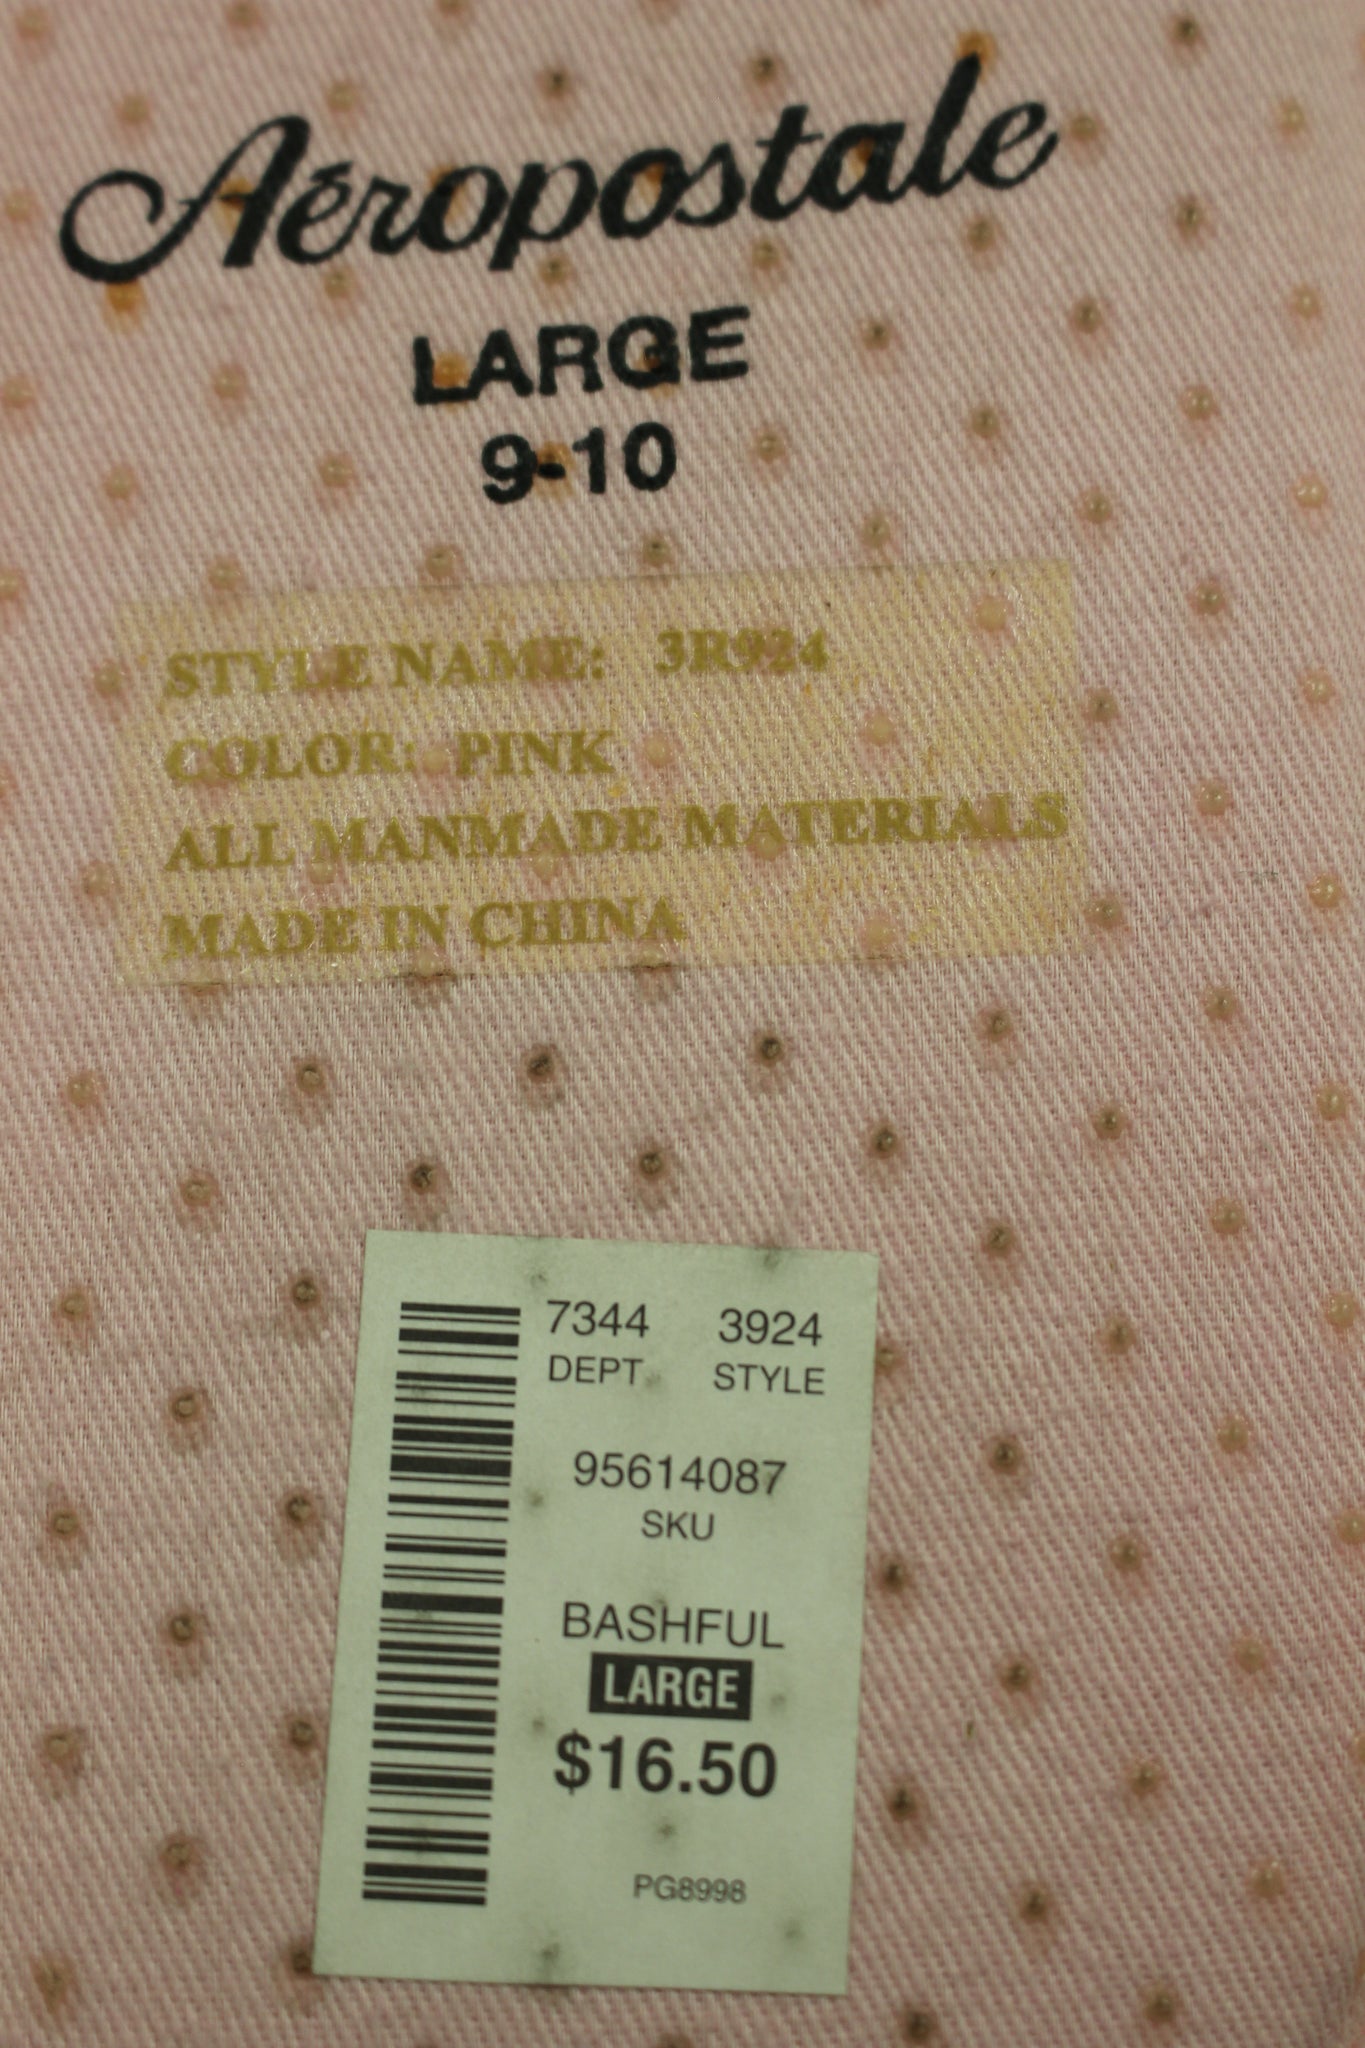 Aéropostale
LARGE
9-10
STYLE NAME: 3R924
COLOR: PINK
ALL MANMADE MATERIALS
MADE IN CHINA
7344 3924
DEPT. STYLE
95614087
SKU
BASHFUL
LARGE
$16.50
PG8998